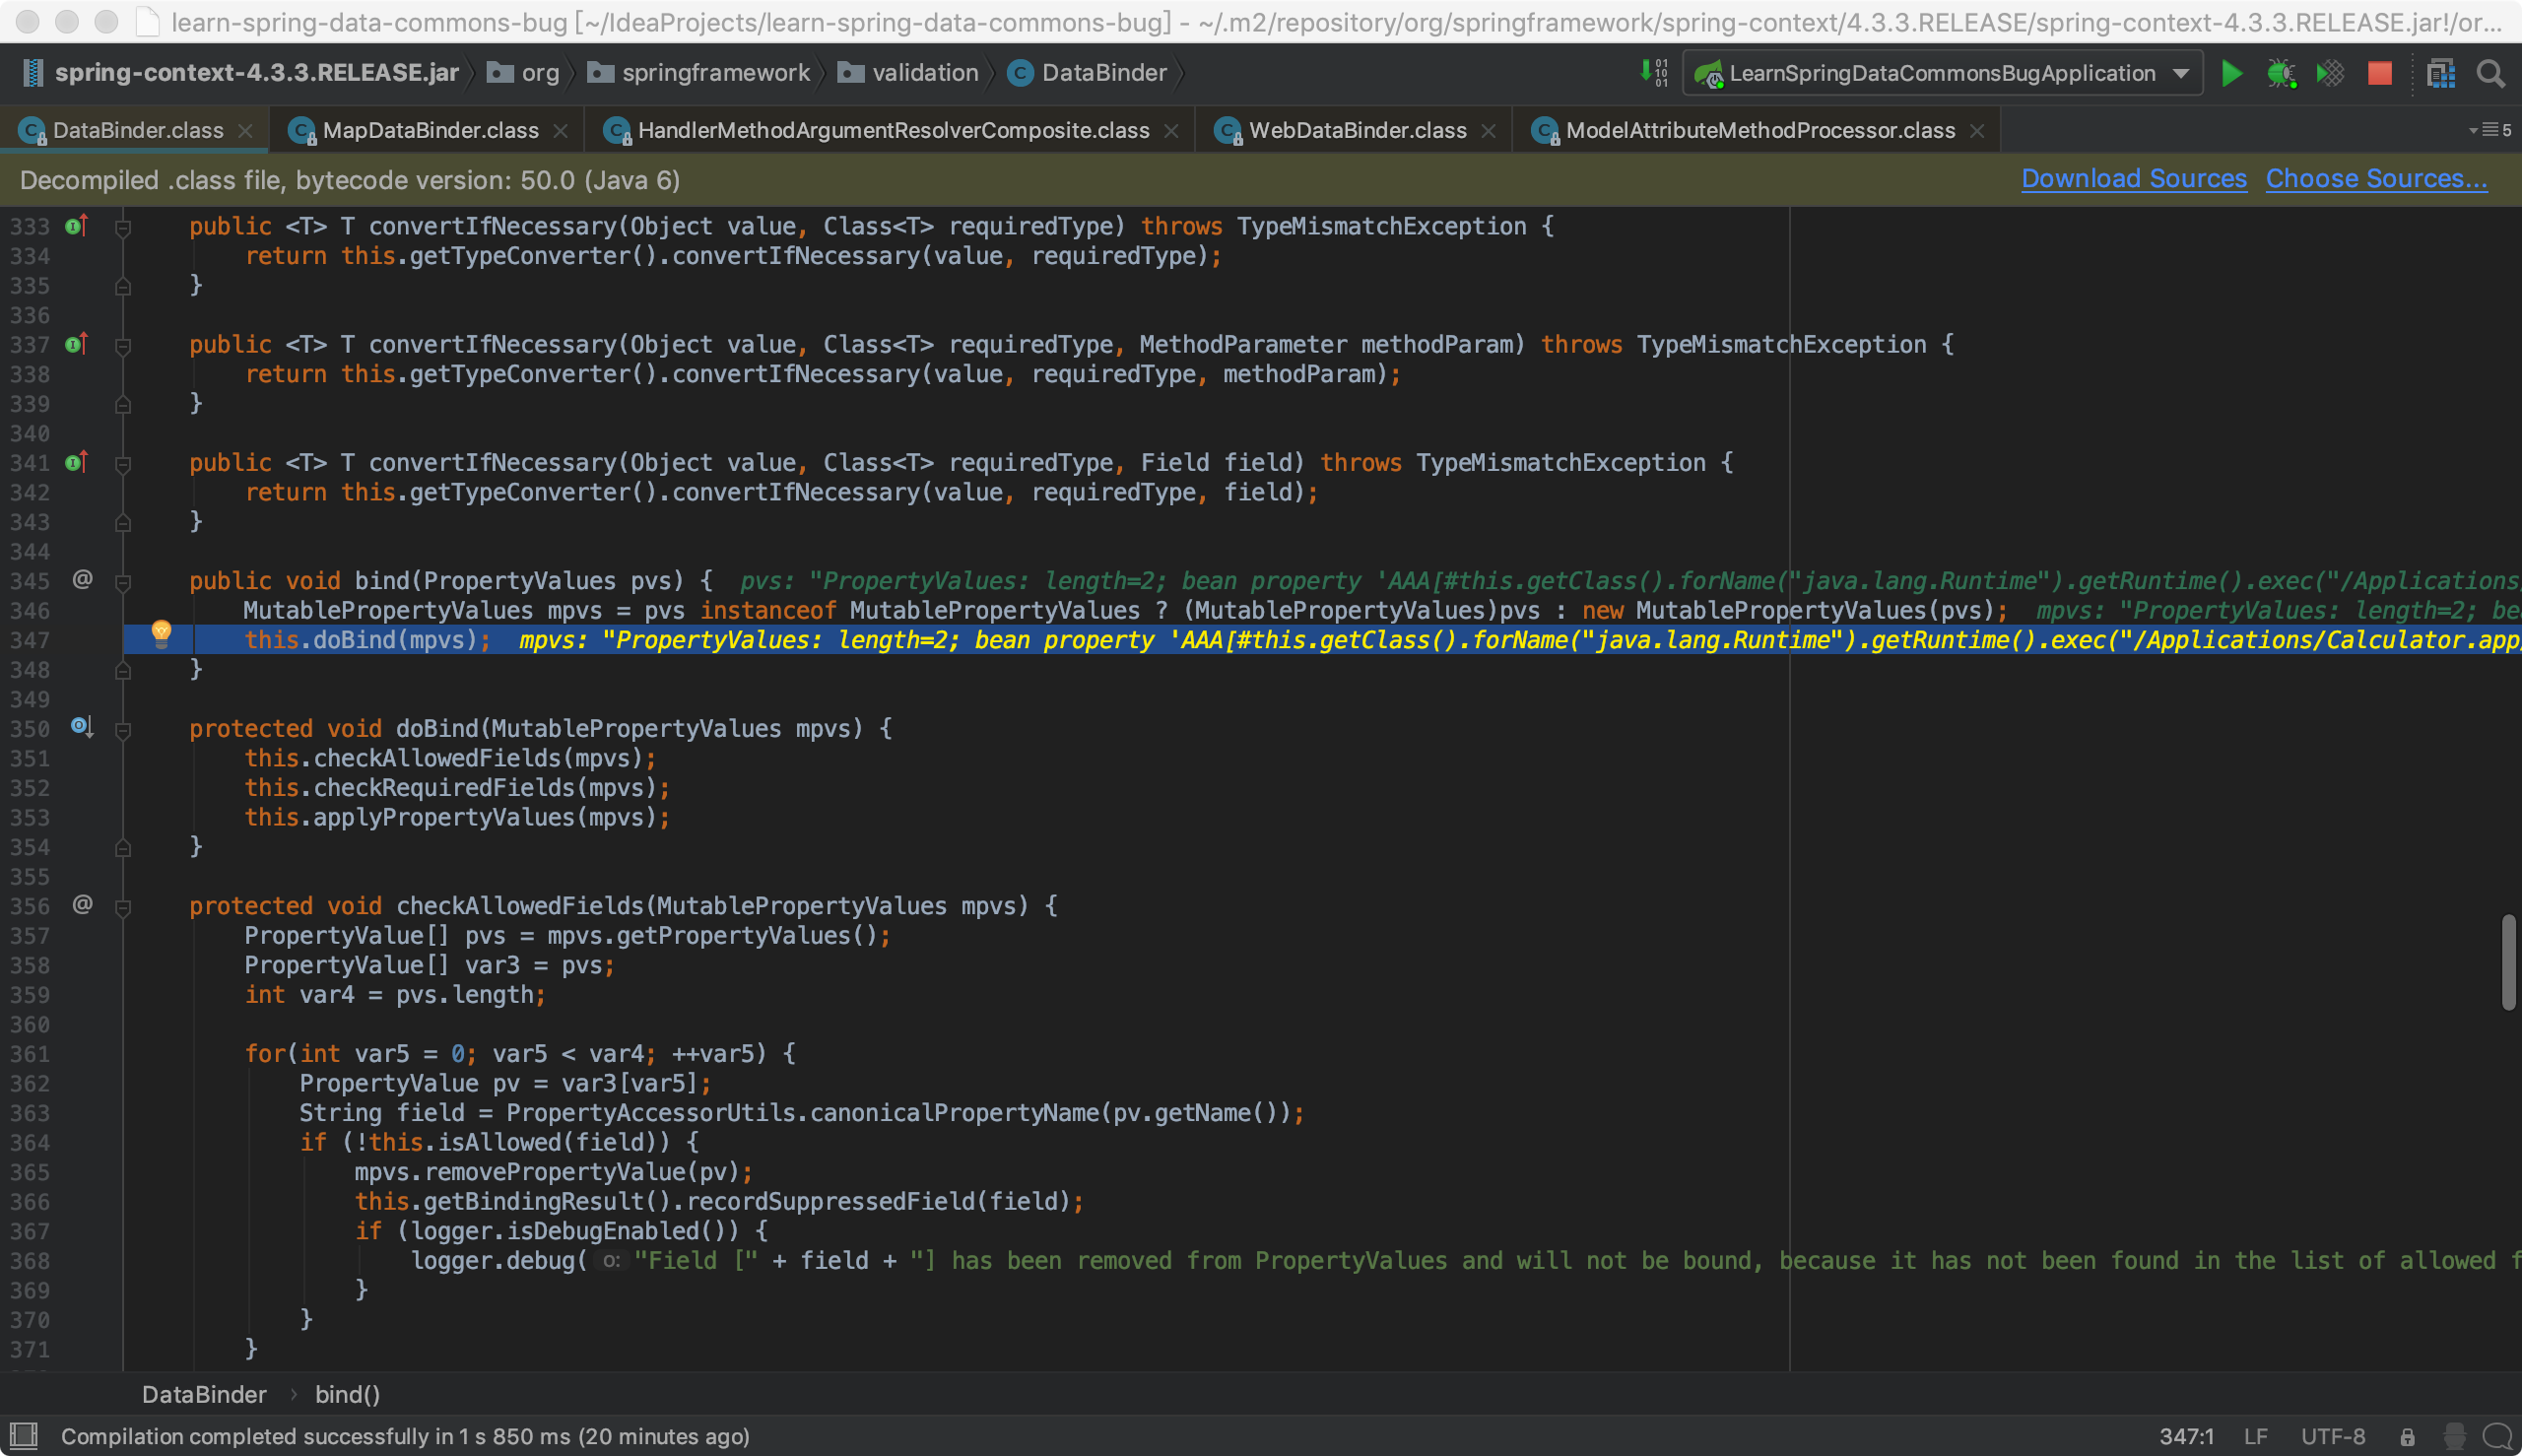 learn-spring-data-commons-bug [~/IdeaProjects/learn-spring-data-commons-bug] - ~/.m2/repository/org/springframework/spring-context/4.3.3.RELEASE/spring-context-4.3.3.RELEASE.jar!/or...
spring-context-4.3.3.RELEASE.jar org springframework validation DataBinder LearnSpringDataCommonsBugApplication
DataBinder.class MapDataBinder.class HandlerMethodArgumentResolverComposite.class WebDataBinder.class ModelAttributeMethodProcessor.class 5
Decompiled .class file, bytecode version: 50.0 (Java 6) Download Sources Choose Sources...
333 public <T> T convertIfNecessary(Object value, Class<T> requiredType) throws TypeMismatchException {
334 return this.getTypeConverter().convertIfNecessary(value, requiredType);
335 }
336
337 public <T> T convertIfNecessary(Object value, Class<T> requiredType, MethodParameter methodParam) throws TypeMismatchException {
338 return this.getTypeConverter().convertIfNecessary(value, requiredType, methodParam);
339 }
340
341 public <T> T convertIfNecessary(Object value, Class<T> requiredType, Field field) throws TypeMismatchException {
342 return this.getTypeConverter().convertIfNecessary(value, requiredType, field);
343 }
344
345 @ public void bind(PropertyValues pvs) { pvs: "PropertyValues: length=2; bean property 'AAA[#this.getClass().forName("java.lang.Runtime").getRuntime().exec("/Applications
346 MutablePropertyValues mpvs = pvs instanceof MutablePropertyValues ? (MutablePropertyValues)pvs : new MutablePropertyValues(pvs); mpvs: "PropertyValues: length=2; bea
347 this.doBind(mpvs); mpvs: "PropertyValues: length=2; bean property 'AAA[#this.getClass().forName("java.lang.Runtime").getRuntime().exec("/Applications/Calculator.app/
348 }
349
350 protected void doBind(MutablePropertyValues mpvs) {
351 this.checkAllowedFields(mpvs);
352 this.checkRequiredFields(mpvs);
353 this.applyPropertyValues(mpvs);
354 }
355
356 @ protected void checkAllowedFields(MutablePropertyValues mpvs) {
357 PropertyValue[] pvs = mpvs.getPropertyValues();
358 PropertyValue[] var3 = pvs;
359 int var4 = pvs.length;
360
361 for(int var5 = 0; var5 < var4; ++var5) {
362 PropertyValue pv = var3[var5];
363 String field = PropertyAccessorUtils.canonicalPropertyName(pv.getName());
364 if (!this.isAllowed(field)) {
365 mpvs.removePropertyValue(pv);
366 this.getBindingResult().recordSuppressedField(field);
367 if (logger.isDebugEnabled()) {
368 logger.debug( o: "Field [" + field + "] has been removed from PropertyValues and will not be bound, because it has not been found in the list of allowed f
369 }
370 }
371 }
DataBinder bind()
Compilation completed successfully in 1 s 850 ms (20 minutes ago) 347:1 LF UTF-8